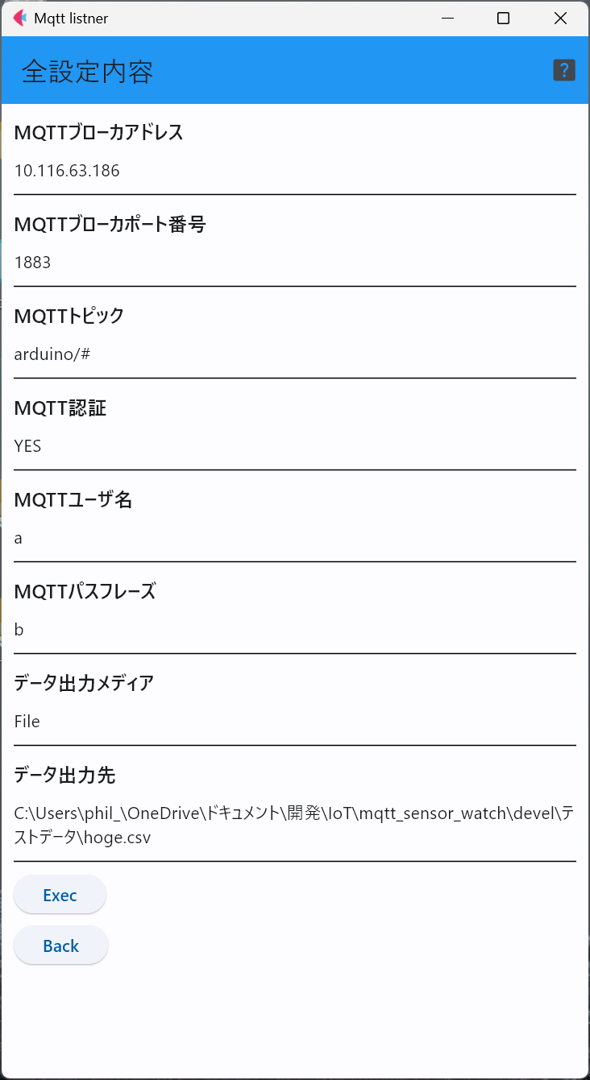 Mqtt listner
全設定内容
?
MQTTブローカアドレス
10.116.63.186
MQTTブローカポート番号
1883
MQTTトピック
arduino/#
MQTT認証
YES
MQTTユーザ名
a
MQTTパスフレーズ
b
データ出力メディア
File
データ出力先
C:\Users\phil_\OneDrive\ドキュメント\開発\IoT\mqtt_sensor_watch\devel\テ
ストデータ\hoge.csv
Exec
Back